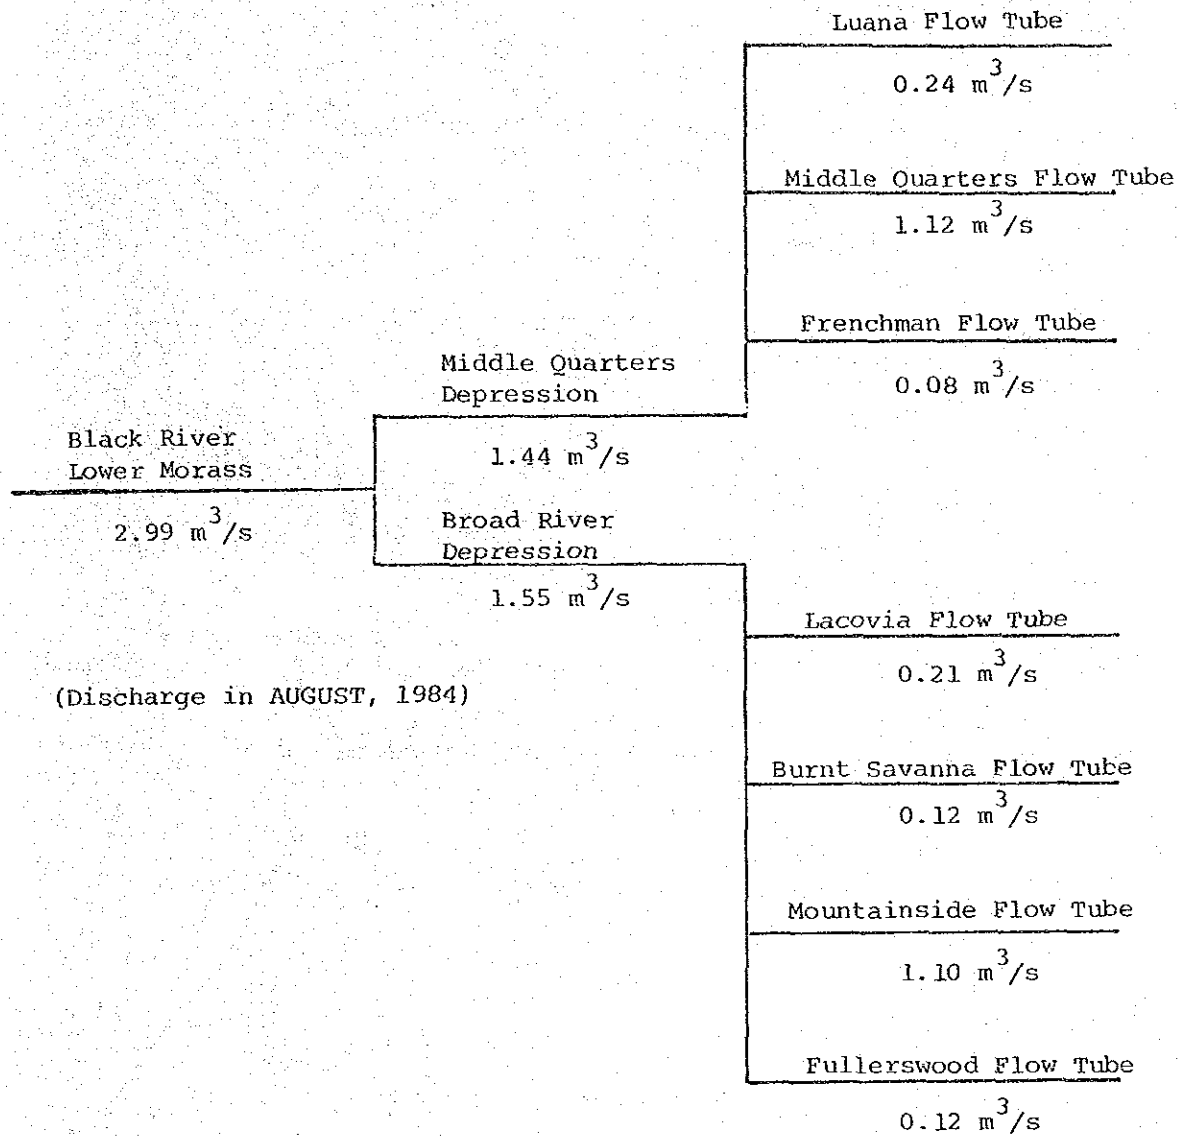 Luana Flow Tube
0.24 m³/s
Middle Quarters Flow Tube
1.12 m³/s
Frenchman Flow Tube
0.08 m³/s
Middle Quarters
Depression
1.44 m³/s
Black River
Lower Morass
2.99 m³/s
Broad River
Depression
1.55 m³/s
Lacovia Flow Tube
0.21 m³/s
(Discharge in AUGUST, 1984)
Burnt Savanna Flow Tube
0.12 m³/s
Mountainside Flow Tube
1.10 m³/s
Fullerswood Flow Tube
0.12 m³/s